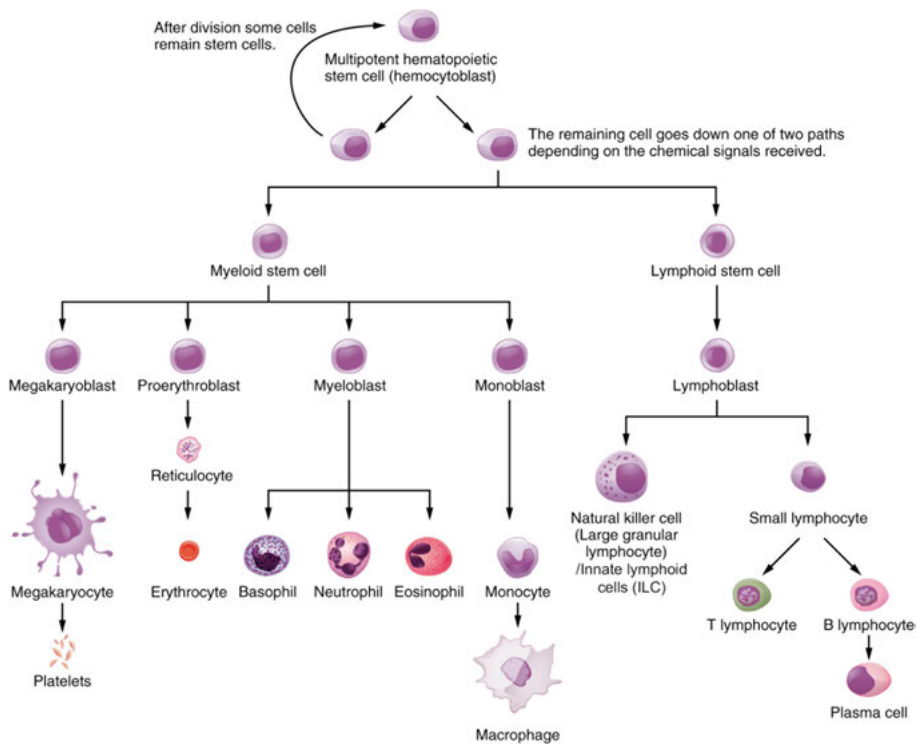 After division some cells
remain stem cells.
Multipotent hematopoietic
stem cell (hemocytoblast)
The remaining cell goes down one of two paths
depending on the chemical signals received.
Myeloid stem cell
Lymphoid stem cell
Megakaryoblast
Proerythroblast
Myeloblast
Monoblast
Lymphoblast
Reticulocyte
Natural killer cell
(Large granular
lymphocyte)
/Innate lymphoid
cells (ILC)
Small lymphocyte
Megakaryocyte
Erythrocyte
Basophil
Neutrophil
Eosinophil
Monocyte
T lymphocyte
B lymphocyte
Platelets
Macrophage
Plasma cell